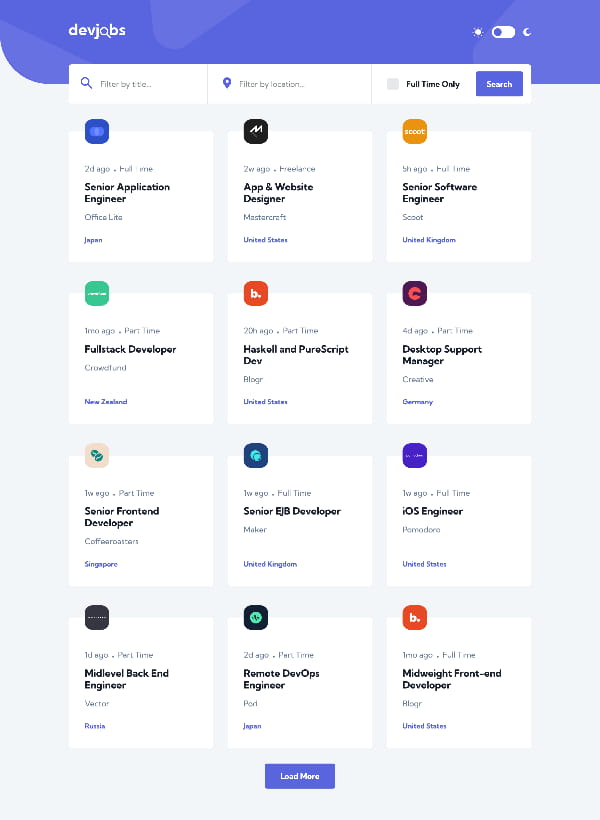 devjobs
Filter by title...
Filter by location...
Full Time Only
Search
2d ago . Full Time
Senior Application
Engineer
Office Lite
Japan
2w ago . Freelance
App & Website
Designer
Mastercraft
United States
scoot
5h ago . Full Time
Senior Software
Engineer
Scoot
United Kingdom
1mo ago . Part Time
Fullstack Developer
Crowdfund
New Zealand
b.
20h ago . Part Time
Haskell and PureScript
Dev
Blogr
United States
4d ago . Part Time
Desktop Support
Manager
Creative
Germany
1w ago . Part Time
Senior Frontend
Developer
Coffeeroasters
Singapore
1w ago . Full Time
Senior EJB Developer
Maker
United Kingdom
1w ago . Full Time
iOS Engineer
Pomodoro
United States
1d ago . Part Time
Midlevel Back End
Engineer
Vector
Russia
2d ago . Part Time
Remote DevOps
Engineer
Pod
Japan
b.
1mo ago . Full Time
Midweight Front-end
Developer
Blogr
United States
Load More